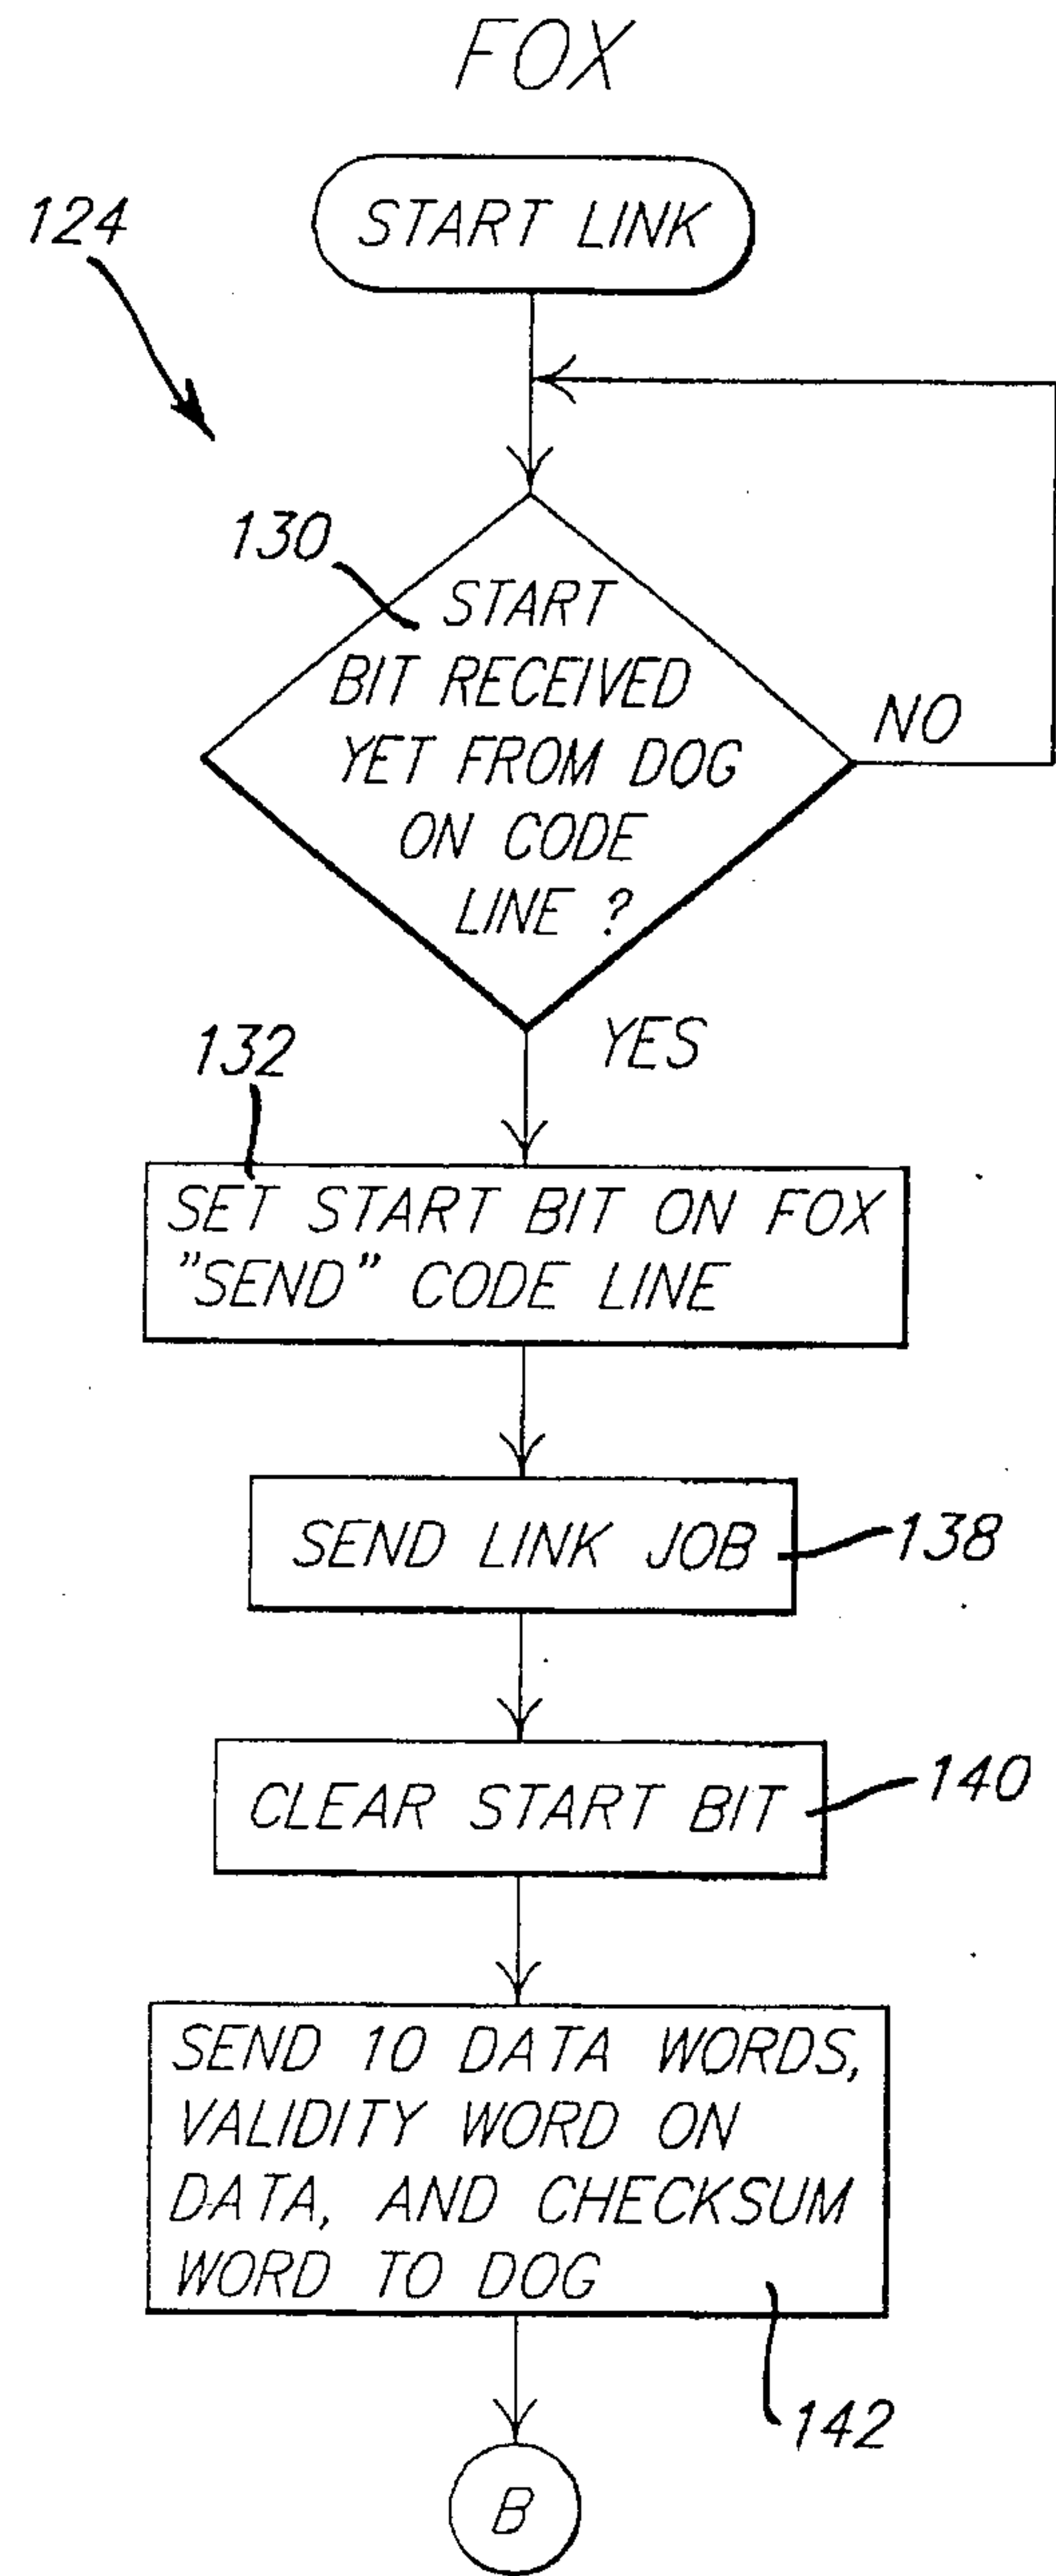 FOX
START LINK
124
130
START
BIT RECEIVED
YET FROM DOG
ON CODE
LINE ?
NO
YES
132
SET START BIT ON FOX
"SEND" CODE LINE
SEND LINK JOB
138
CLEAR START BIT
140
SEND 10 DATA WORDS,
VALIDITY WORD ON
DATA, AND CHECKSUM
WORD TO DOG
142
B